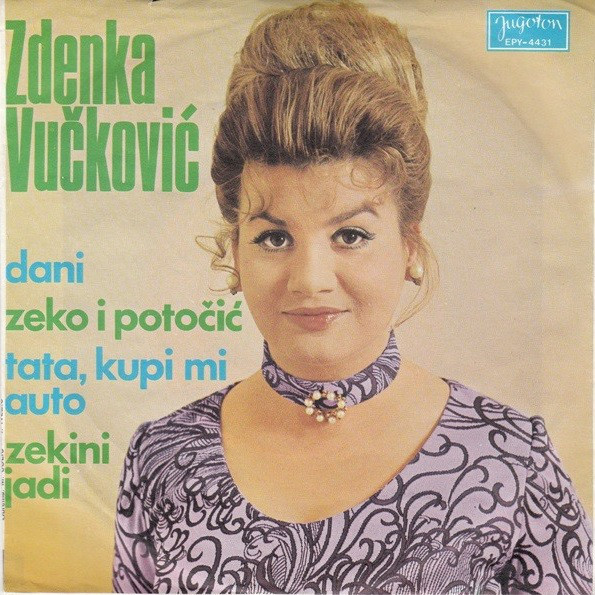 Jugoton
EPY-4431
Zdenka
Vučković
dani
zeko i potočić
tata, kupi mi
auto
zekini
jadi